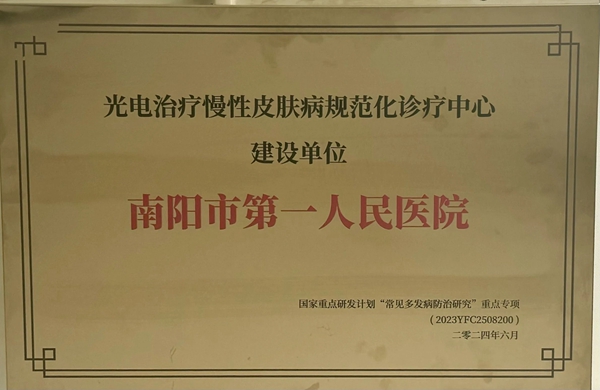 光电治疗慢性皮肤病规范化诊疗中心
建设单位
南阳市第一人民医院
国家重点研发计划“常见多发病防治研究”重点专项
(2023YFC2508200)
二零二四年六月